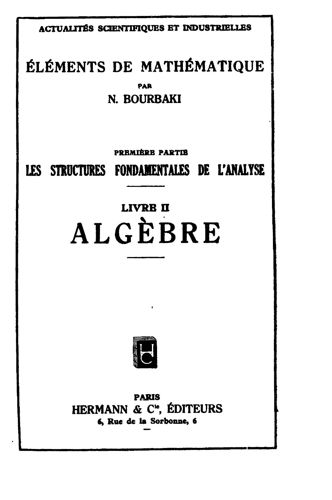 ACTUALITÉS SCIENTIFIQUES ET INDUSTRIELLES
ÉLÉMENTS DE MATHÉMATIQUE
PAR
N. BOURBAKI
PREMIÈRE PARTIE
LES STRUCTURES FONDAMENTALES DE L'ANALYSE
LIVRE II
ALGÈBRE
HC
PARIS
HERMANN & Cⁱᵉ, ÉDITEURS
6, Rue de la Sorbonne, 6